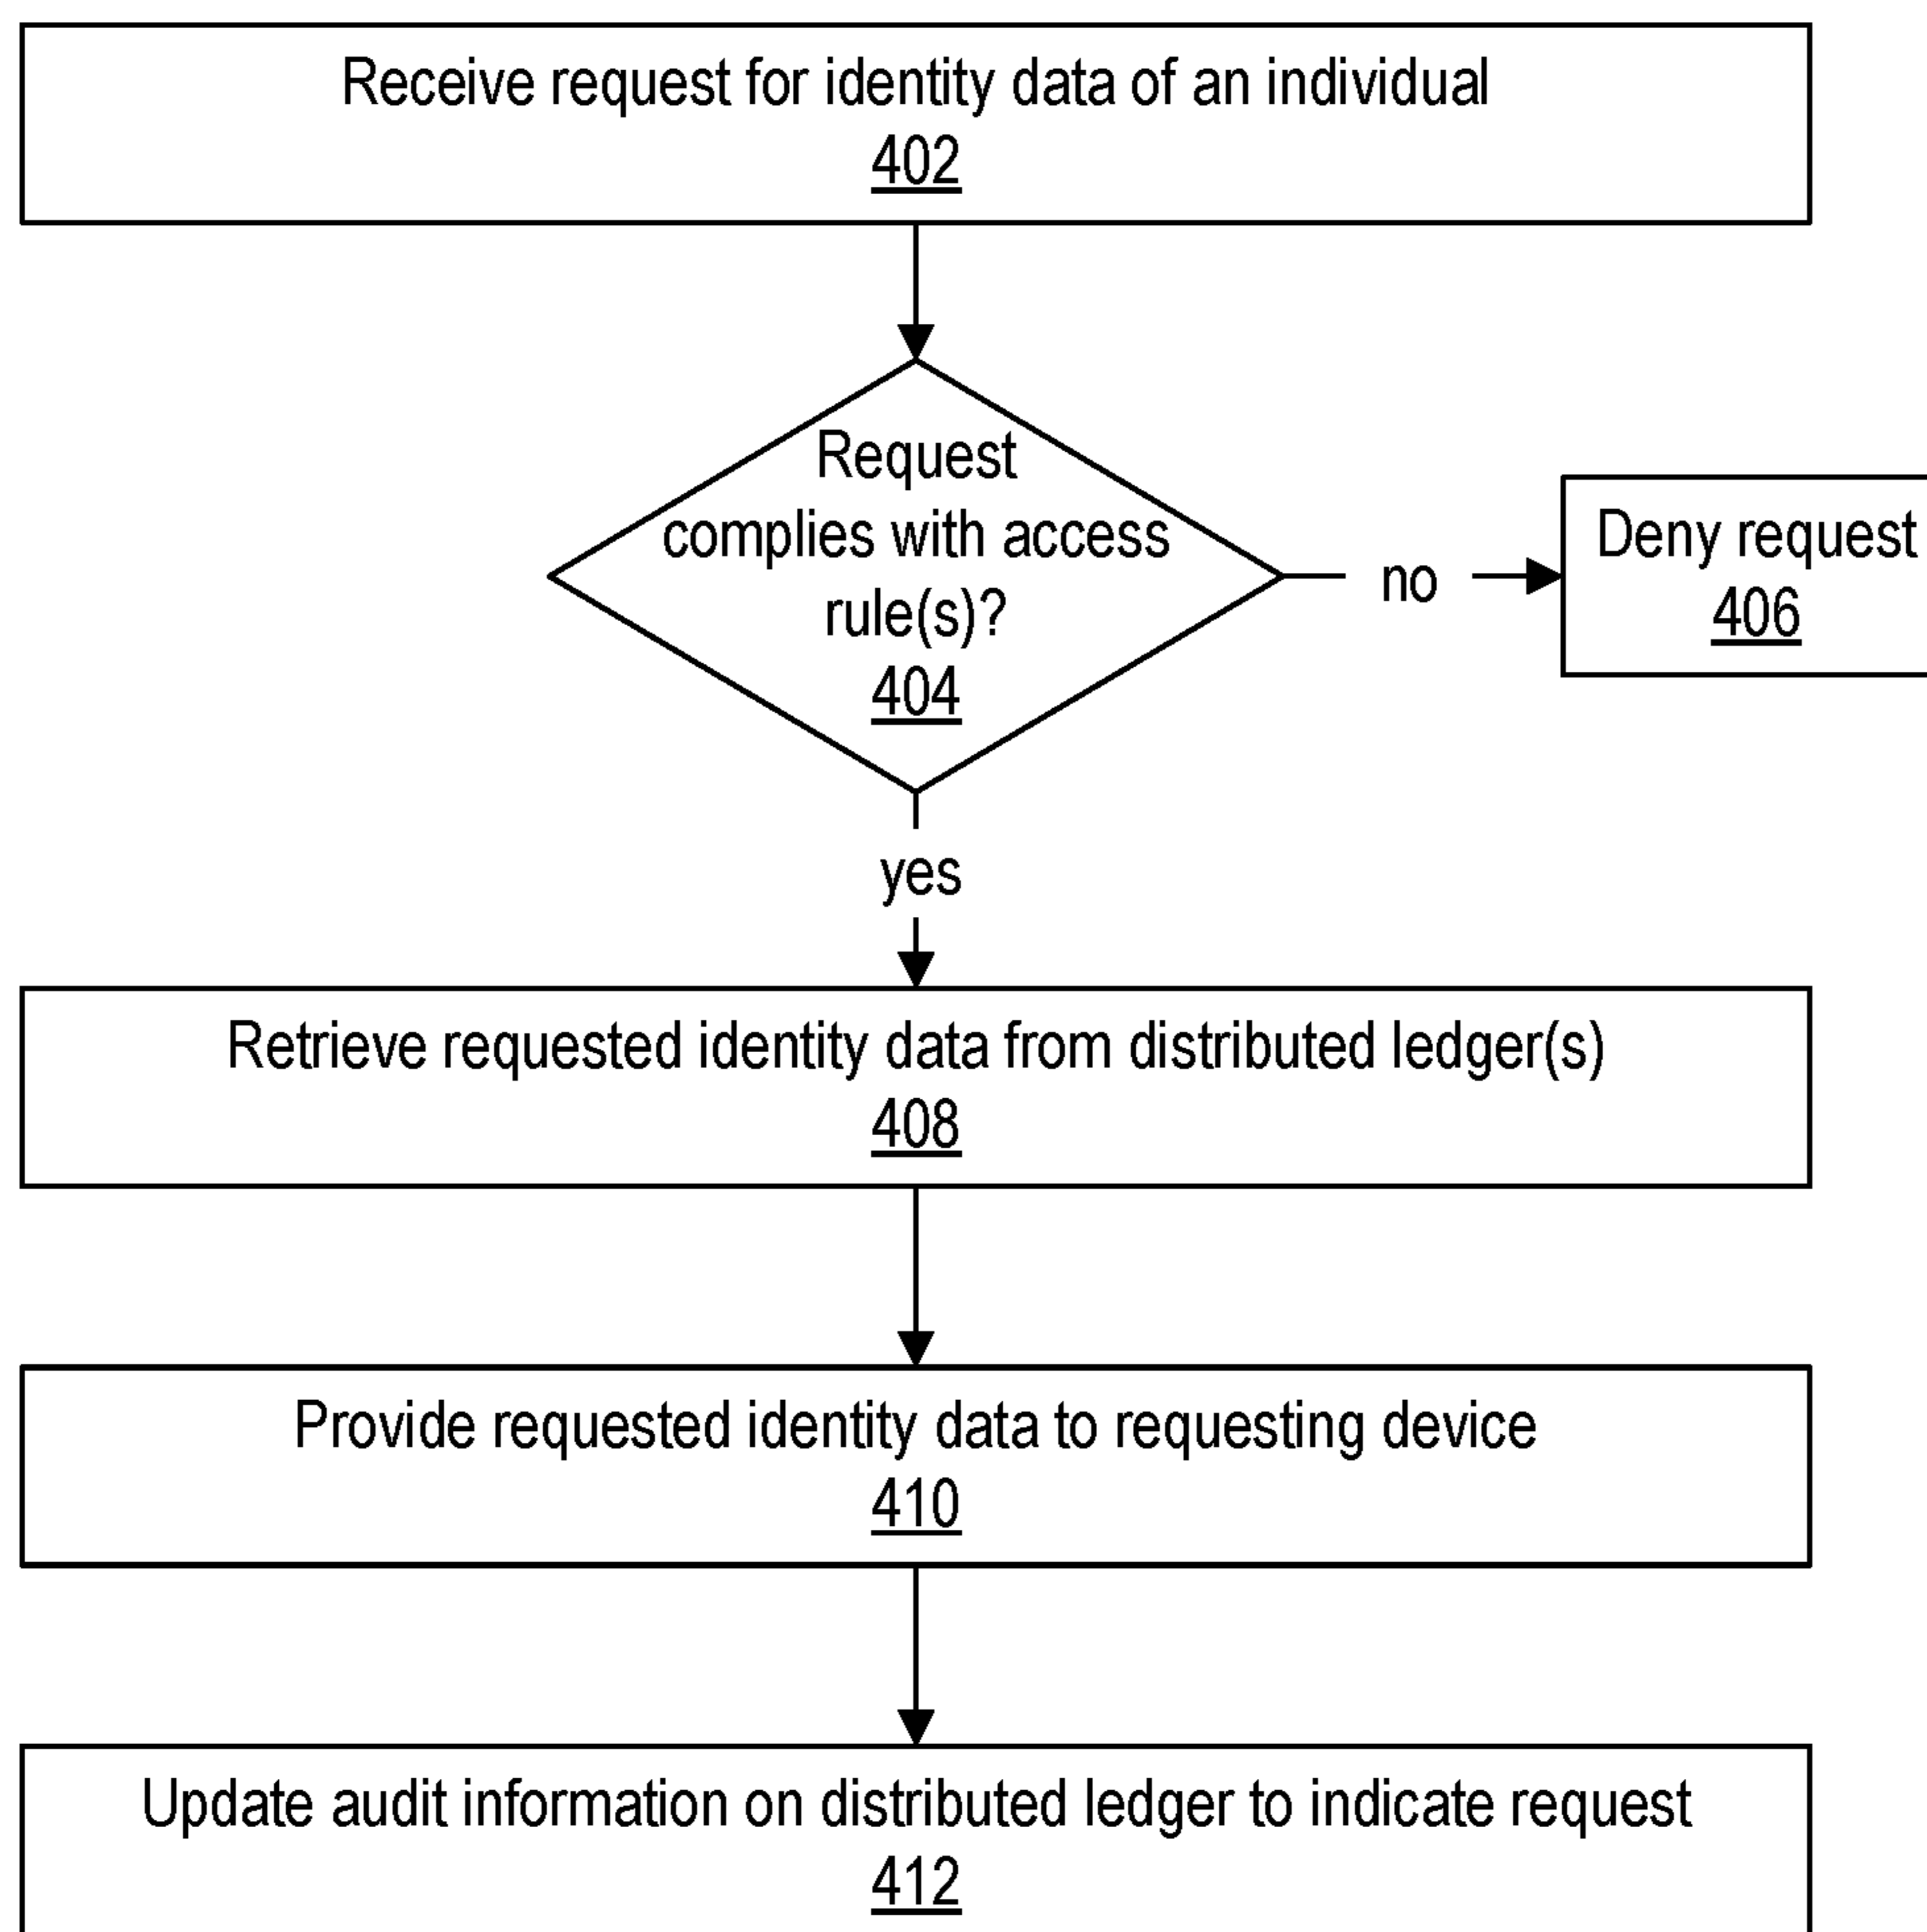 Receive request for identity data of an individual
402
Request
complies with access
rule(s)?
404
no
Deny request
406
yes
Retrieve requested identity data from distributed ledger(s)
408
Provide requested identity data to requesting device
410
Update audit information on distributed ledger to indicate request
412